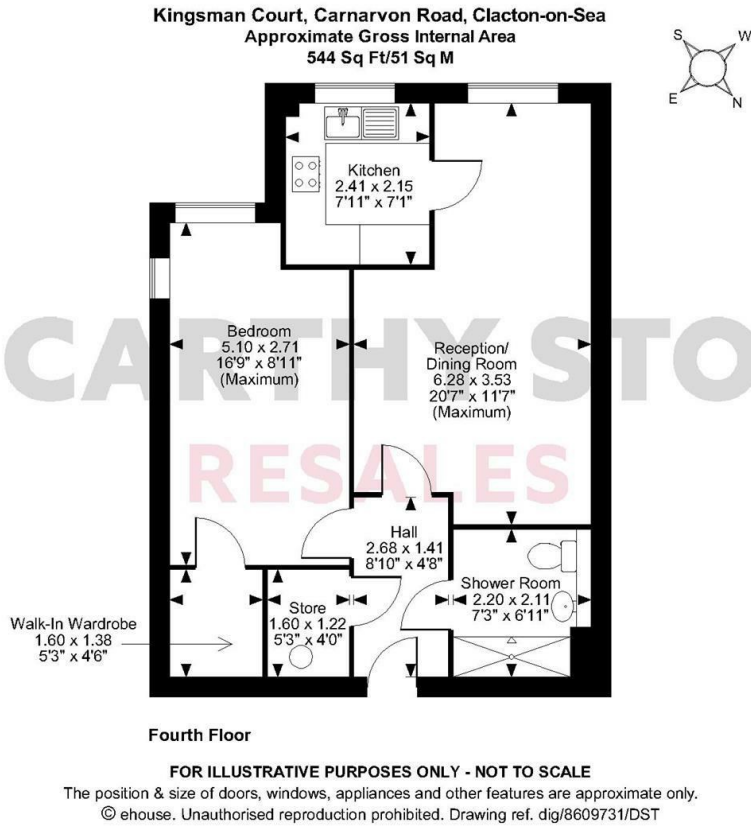 Kingsman Court, Carnarvon Road, Clacton-on-Sea
Approximate Gross Internal Area
544 Sq Ft/51 Sq M
S
W
E
N
Kitchen
2.41 x 2.15
7'11" x 7'1"
CARTHY STO
RESALES
Bedroom
5.10 x 2.71
16'9" x 8'11"
(Maximum)
Reception/
Dining Room
6.28 x 3.53
20'7" x 11'7"
(Maximum)
Hall
2.68 x 1.41
8'10" x 4'8"
Shower Room
2.20 x 2.11
7'3" x 6'11"
Store
1.60 x 1.22
5'3" x 4'0"
Walk-In Wardrobe
1.60 x 1.38
5'3" x 4'6"
Fourth Floor
FOR ILLUSTRATIVE PURPOSES ONLY - NOT TO SCALE
The position & size of doors, windows, appliances and other features are approximate only.
© ehouse. Unauthorised reproduction prohibited. Drawing ref. dig/8609731/DST